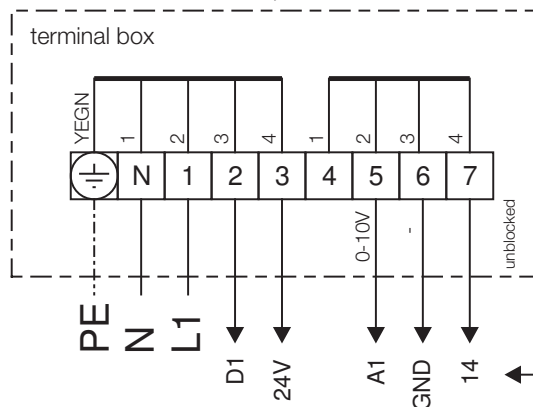 terminal box
YEGN 1 2 3 4 1 2 3 4
N 1 2 3 4 5 6 7
0-10V - unblocked
PE N L1 D1 24V A1 GND 14